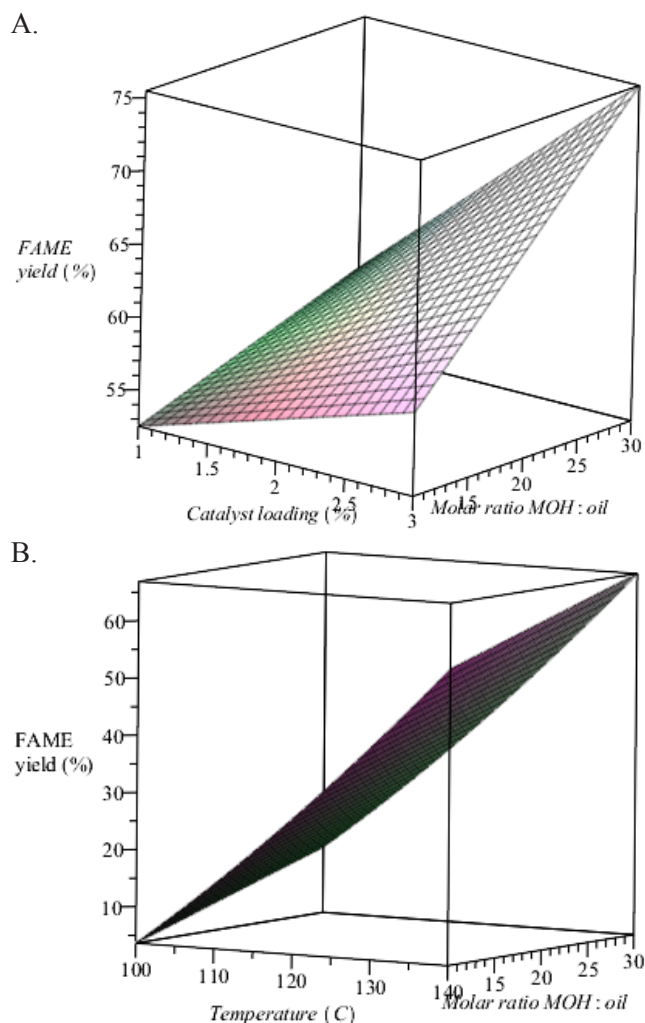 A.
75
70
FAME
65
yield (%)
60
55
1
1.5
2
2.5
3
15
20
25
30
Catalyst loading (%)
Molar ratio MOH : oil
B.
60
50
FAME
40
yield (%)
30
20
10
100
110
120
130
140
15
20
25
30
Temperature (C)
Molar ratio MOH : oil